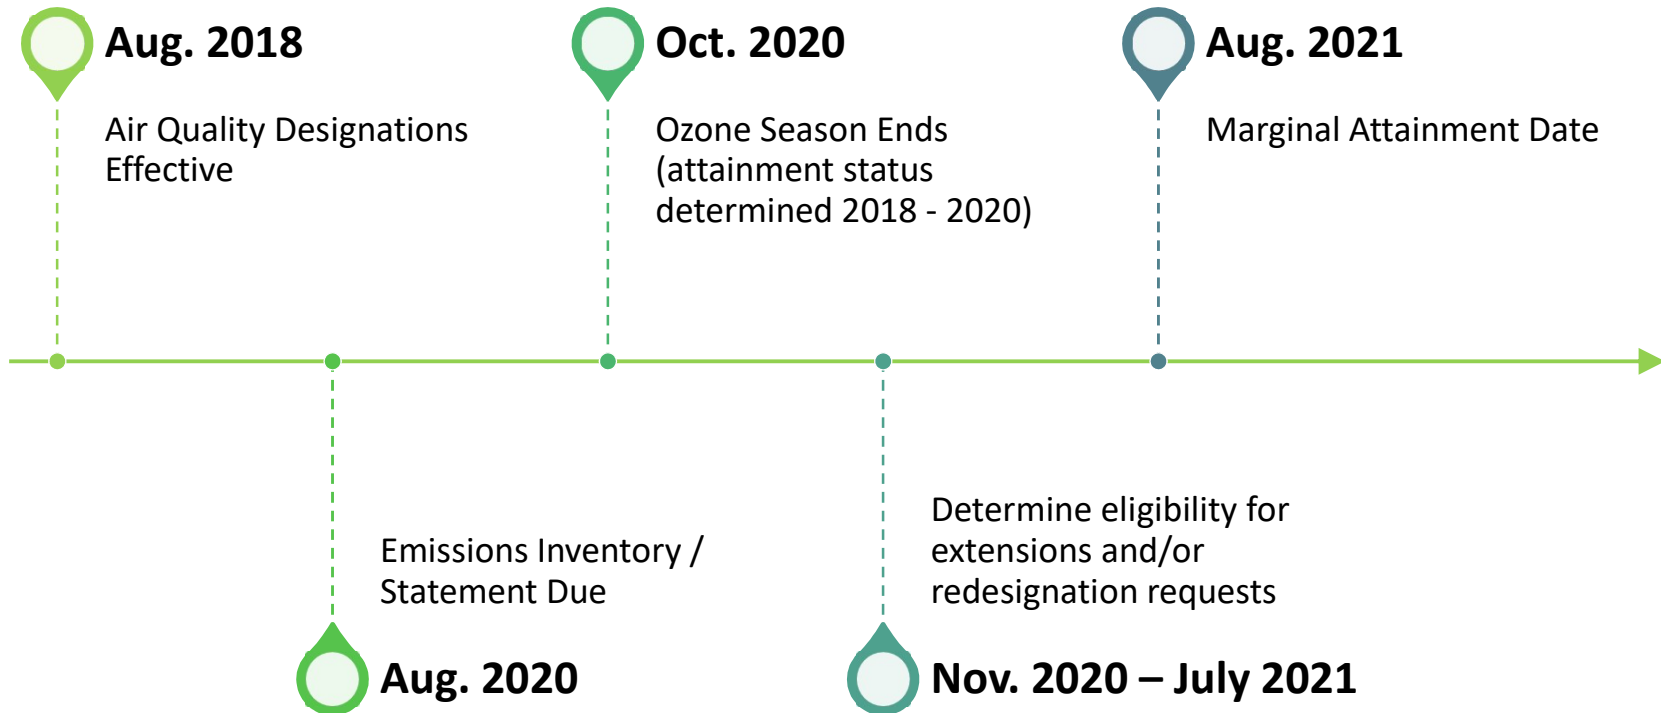 Aug. 2018
Air Quality Designations
Effective
Oct. 2020
Ozone Season Ends
(attainment status
determined 2018 - 2020)
Aug. 2021
Marginal Attainment Date
Emissions Inventory /
Statement Due
Aug. 2020
Determine eligibility for
extensions and/or
redesignation requests
Nov. 2020 – July 2021